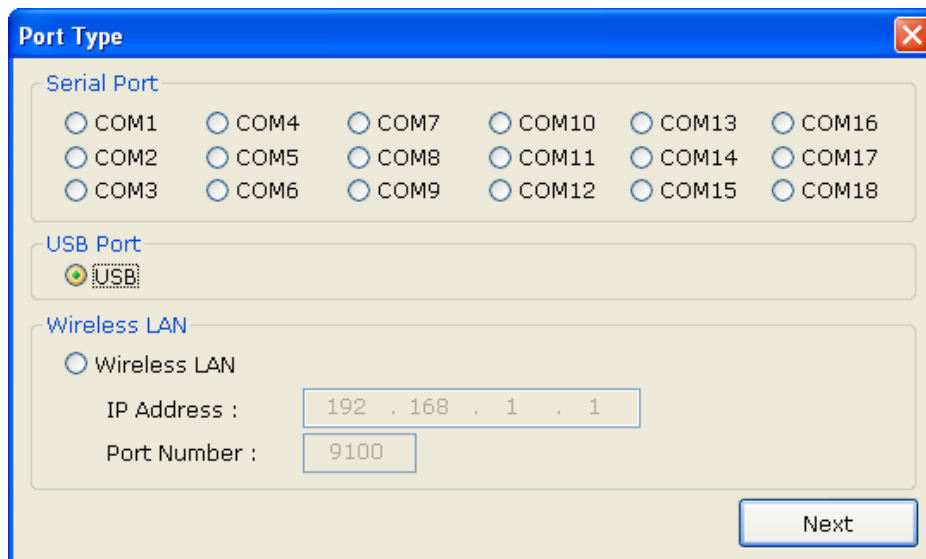 Port Type
Serial Port
COM1 COM4 COM7 COM10 COM13 COM16
COM2 COM5 COM8 COM11 COM14 COM17
COM3 COM6 COM9 COM12 COM15 COM18
USB Port
USB
Wireless LAN
Wireless LAN
IP Address : 192 . 168 . 1 . 1
Port Number : 9100
Next